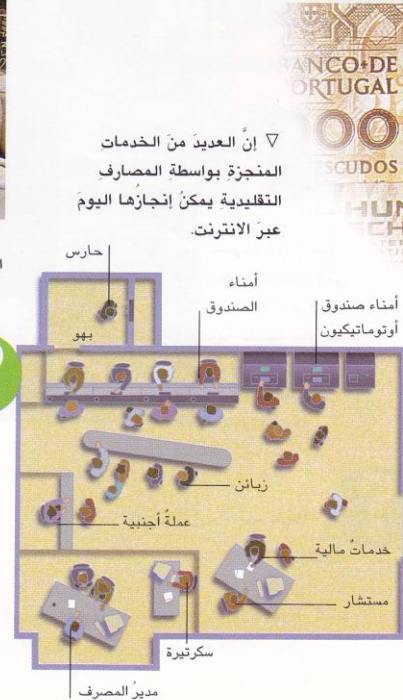 BANCO DE
PORTUGAL
00
ESCUDOS
∇ إنَّ العديدَ منَ الخدماتِ
المنجزةِ بواسطةِ المصارفِ
التقليديةِ يمكنُ إنجازُها اليومَ
عبرَ الانترنت.
حارس
أمناء
الصندوق
أمناء صندوق
أوتوماتيكيون
بهو
زبائن
عملةٌ أجنبية
خدماتٌ مالية
مستشار
سكرتيرة
مديرُ المصرف